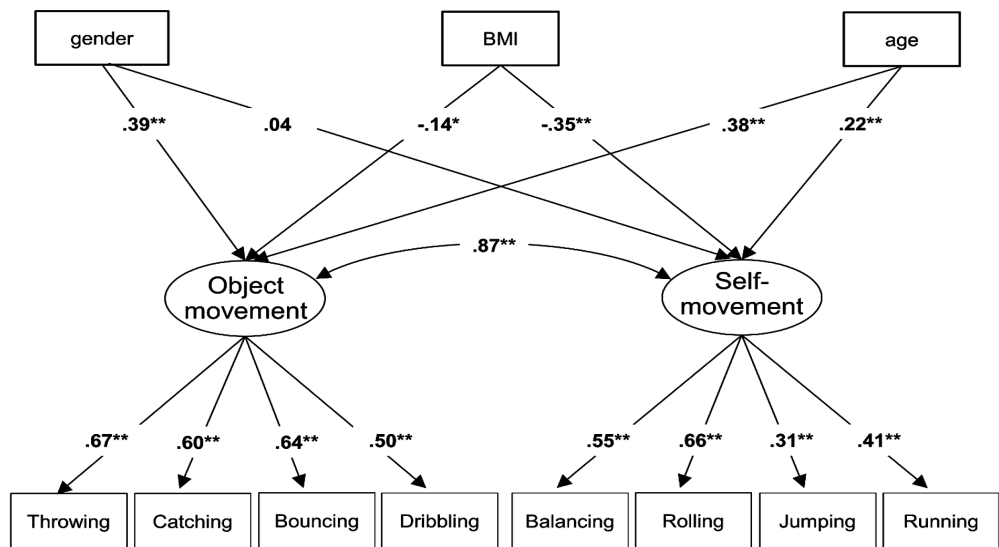 gender
BMI
age
.39**
.04
-.14*
-.35**
.38**
.22**
.87**
Object
movement
Self-
movement
.67**
.60**
.64**
.50**
.55**
.66**
.31**
.41**
Throwing
Catching
Bouncing
Dribbling
Balancing
Rolling
Jumping
Running